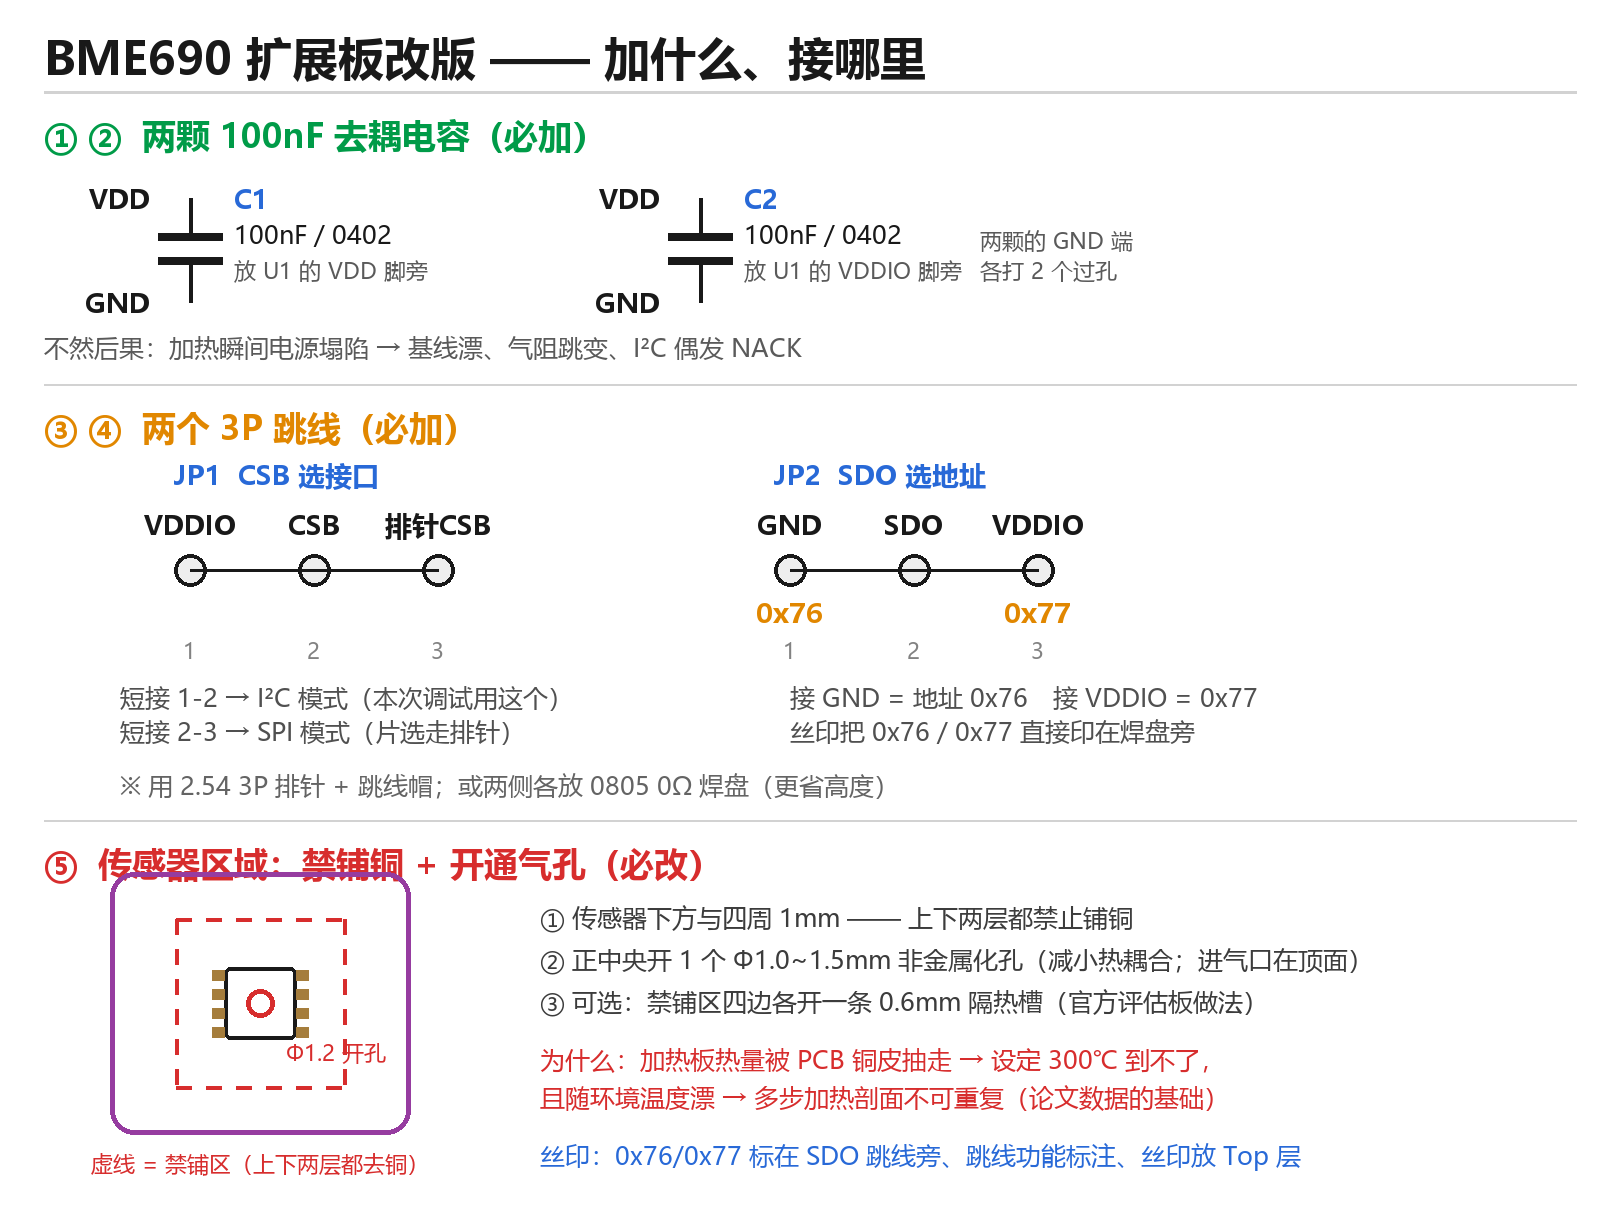 BME690 扩展板改版 —— 加什么、接哪里
① ② 两颗 100nF 去耦电容（必加）
VDD
C1
100nF / 0402
放 U1 的 VDD 脚旁
GND
VDD
C2
100nF / 0402
放 U1 的 VDDIO 脚旁
GND
两颗的 GND 端
各打 2 个过孔
不然后果：加热瞬间电源塌陷 → 基线漂、气阻跳变、I²C 偶发 NACK
③ ④ 两个 3P 跳线（必加）
JP1 CSB 选接口
VDDIO CSB 排针CSB
1 2 3
短接 1-2 → I²C 模式（本次调试用这个）
短接 2-3 → SPI 模式（片选走排针）
JP2 SDO 选地址
GND SDO VDDIO
0x76 0x77
1 2 3
接 GND = 地址 0x76 接 VDDIO = 0x77
丝印把 0x76 / 0x77 直接印在焊盘旁
※ 用 2.54 3P 排针 + 跳线帽；或两侧各放 0805 0Ω 焊盘（更省高度）
⑤ 传感器区域：禁铺铜 + 开通气孔（必改）
Φ1.2 开孔
虚线 = 禁铺区（上下两层都去铜）
① 传感器下方与四周 1mm —— 上下两层都禁止铺铜
② 正中央开 1 个 Φ1.0~1.5mm 非金属化孔（减小热耦合；进气口在顶面）
③ 可选：禁铺区四边各开一条 0.6mm 隔热槽（官方评估板做法）
为什么：加热板热量被 PCB 铜皮抽走 → 设定 300℃ 到不了，
且随环境温度漂 → 多步加热剖面不可重复（论文数据的基础）
丝印：0x76/0x77 标在 SDO 跳线旁、跳线功能标注、丝印放 Top 层